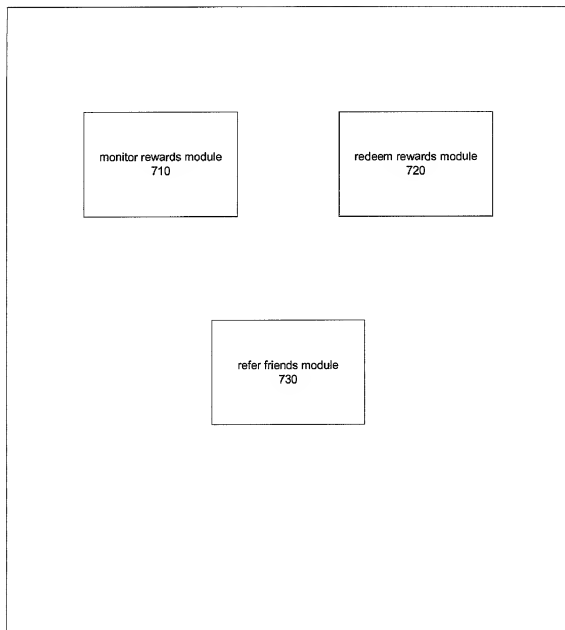 monitor rewards module
710
redeem rewards module
720
refer friends module
730